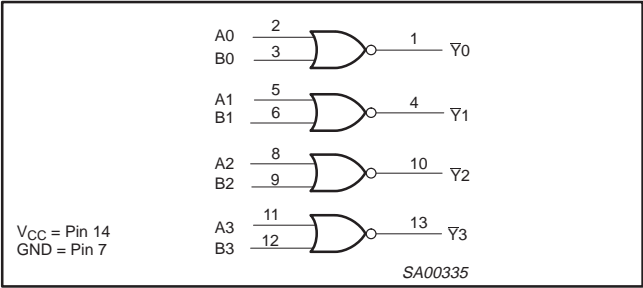 A0 2 1 Y̅0
B0 3
A1 5 4 Y̅1
B1 6
A2 8 10 Y̅2
B2 9
A3 11 13 Y̅3
B3 12
VCC = Pin 14
GND = Pin 7
SA00335